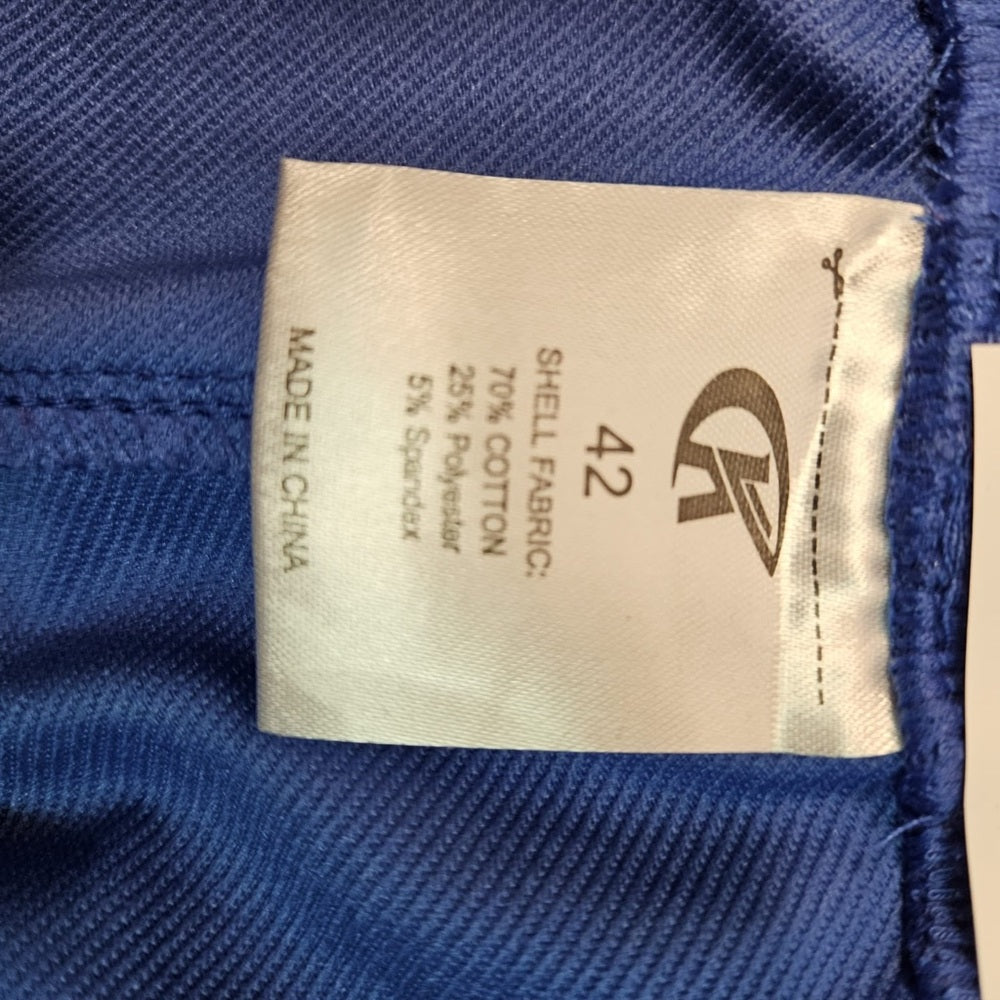 42
SHELL FABRIC:
70% COTTON
25% Polyester
5% Spandex
MADE IN CHINA